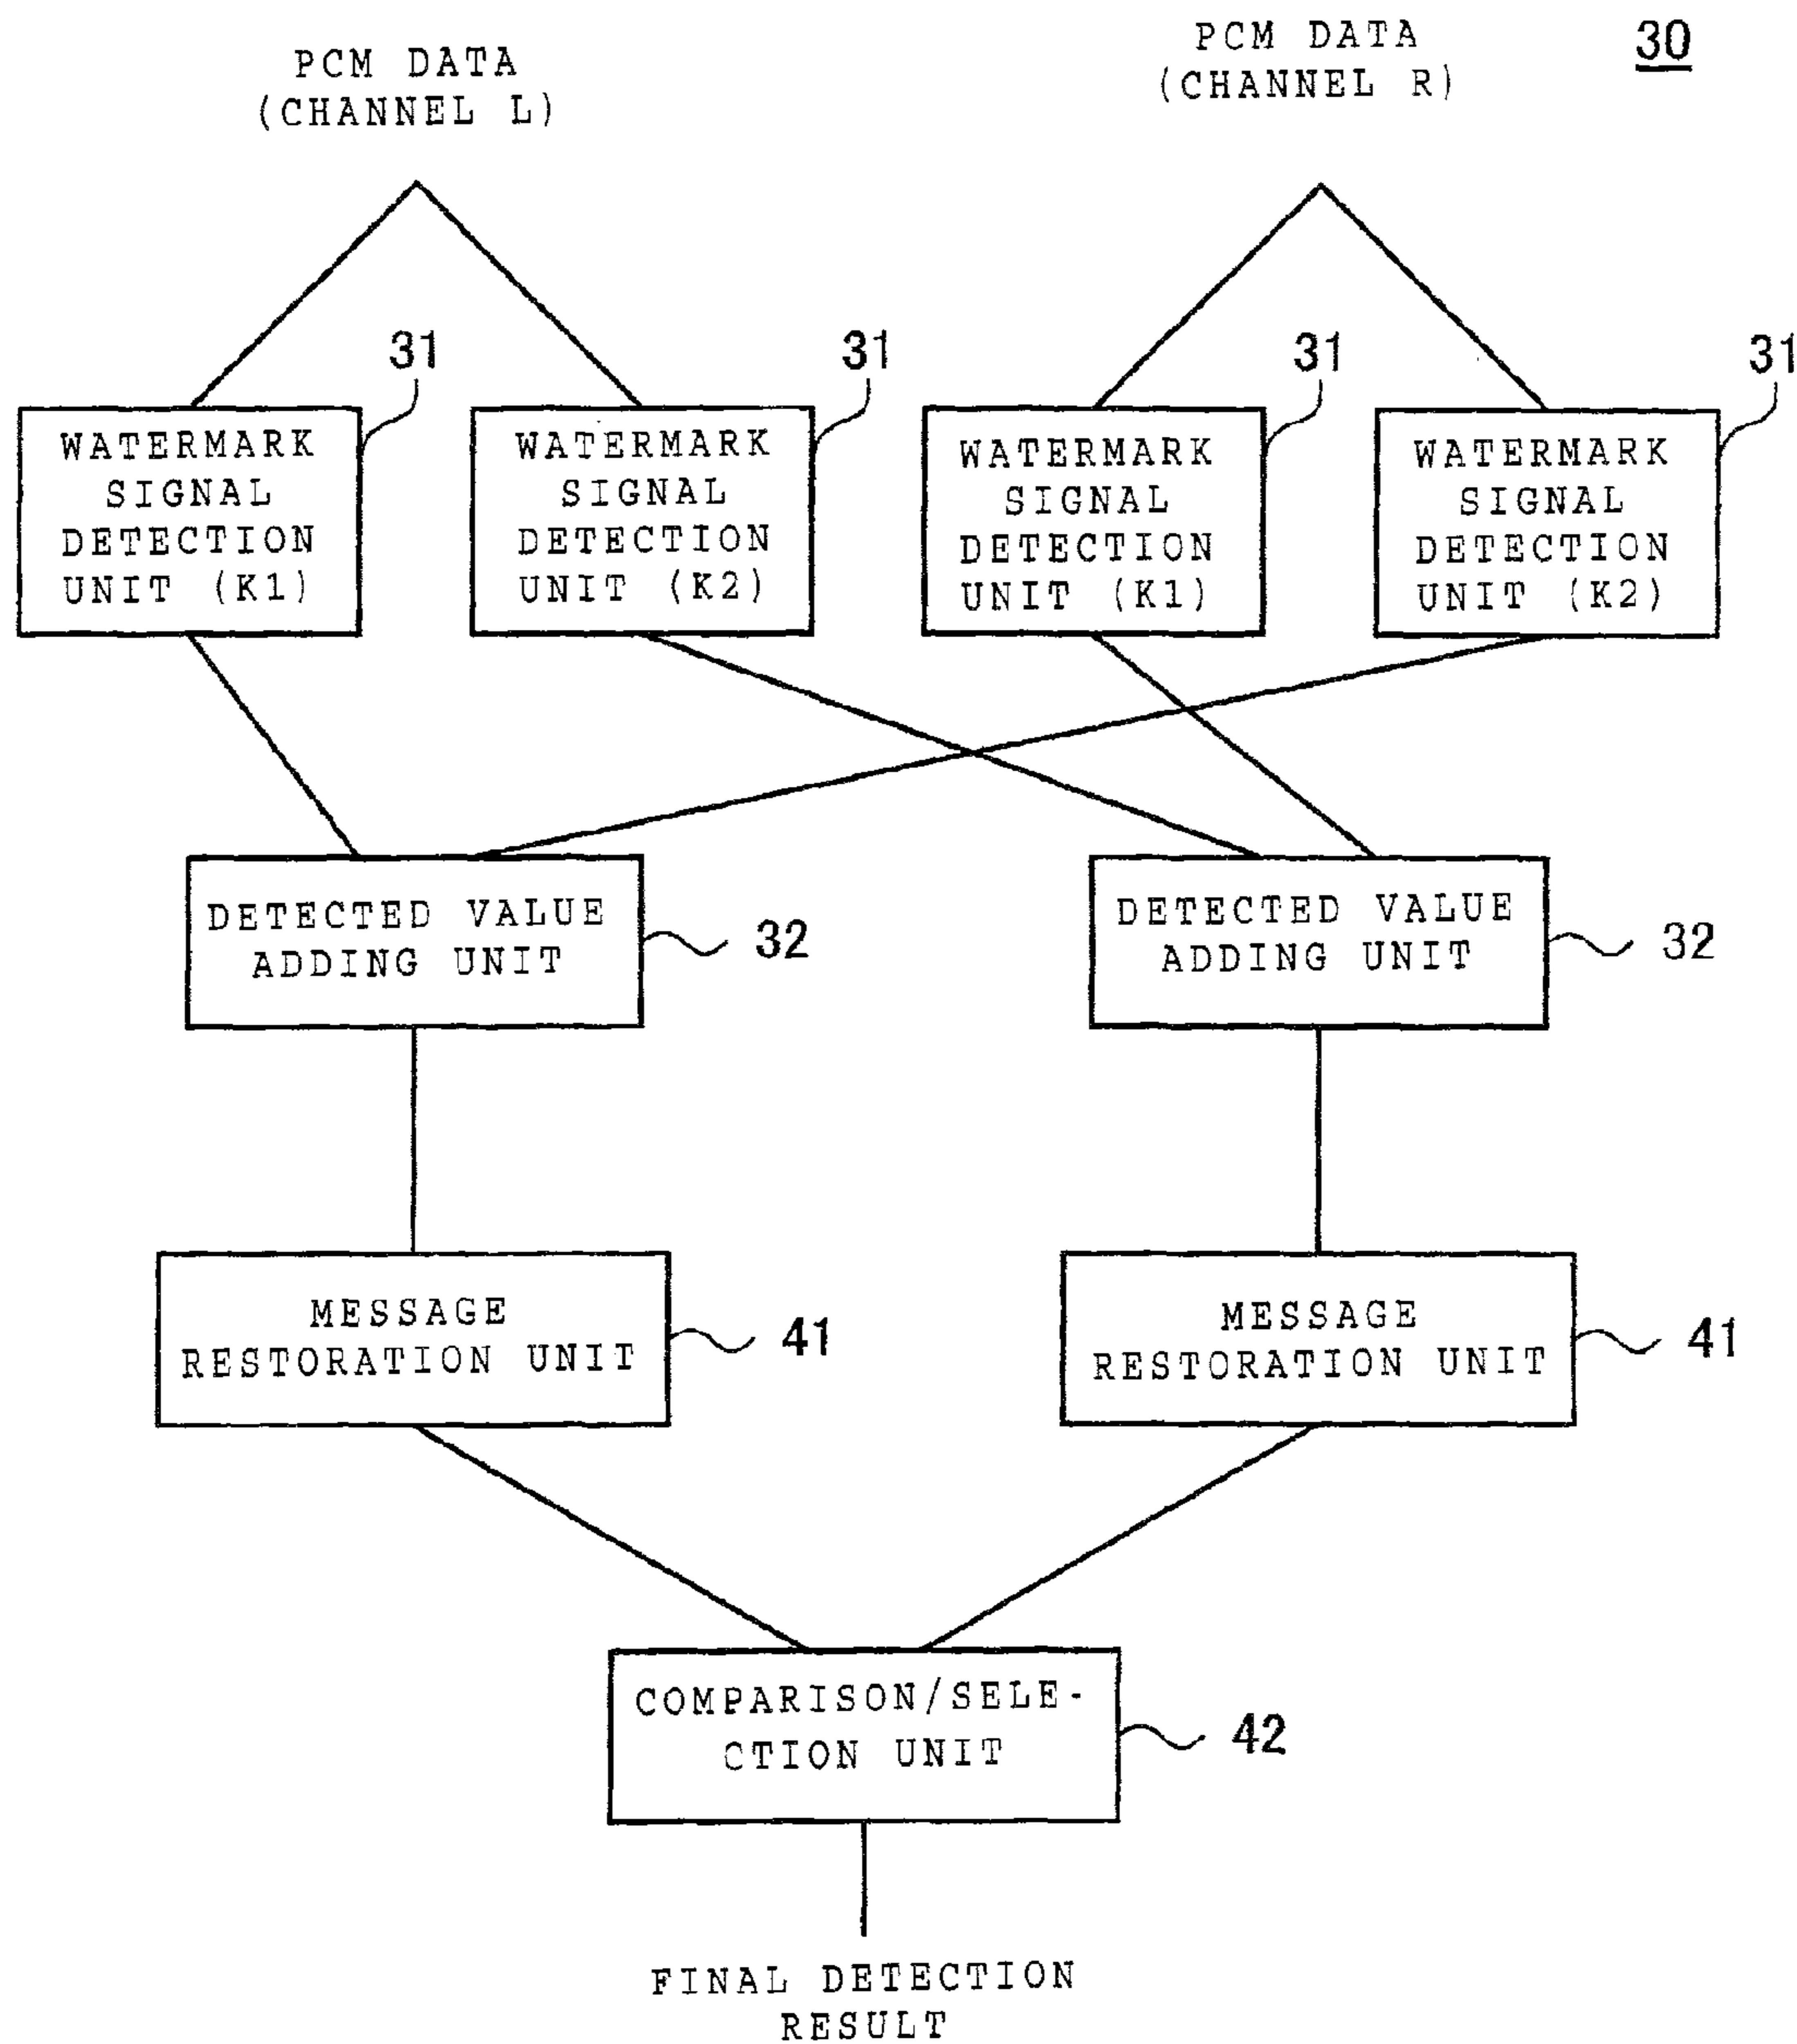 PCM DATA
(CHANNEL L)
PCM DATA
(CHANNEL R)
30
31
31
31
31
WATERMARK
SIGNAL
DETECTION
UNIT (K1)
WATERMARK
SIGNAL
DETECTION
UNIT (K2)
WATERMARK
SIGNAL
DETECTION
UNIT (K1)
WATERMARK
SIGNAL
DETECTION
UNIT (K2)
DETECTED VALUE
ADDING UNIT
32
DETECTED VALUE
ADDING UNIT
32
MESSAGE
RESTORATION UNIT
41
MESSAGE
RESTORATION UNIT
41
COMPARISON/SELE-
CTION UNIT
42
FINAL DETECTION
RESULT